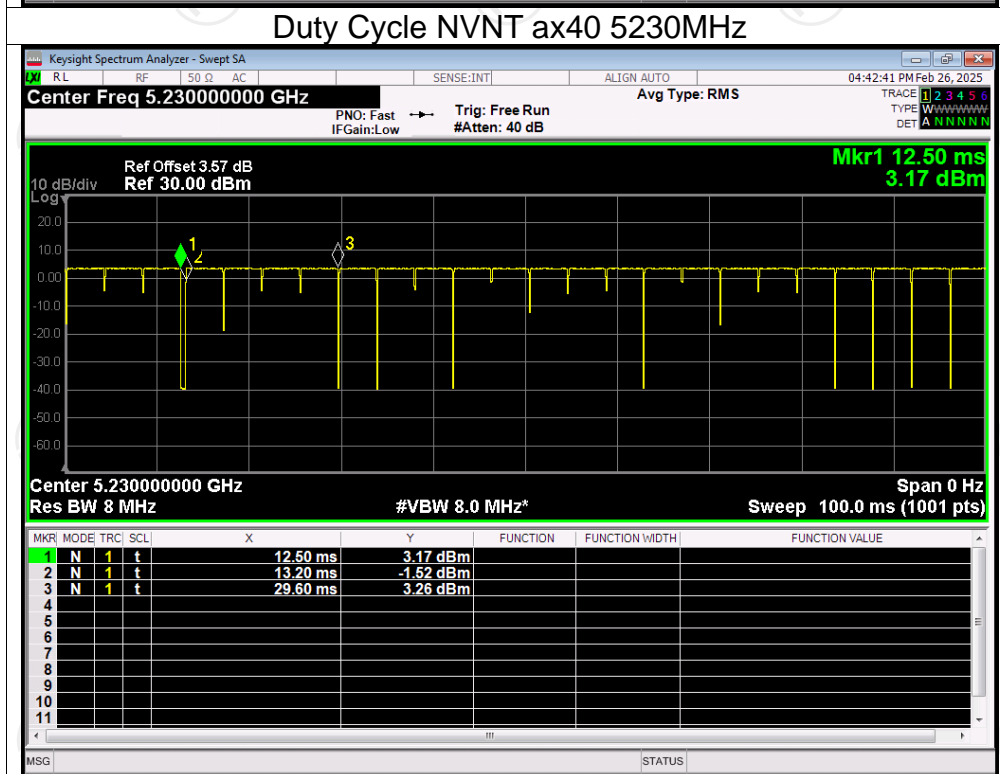 Duty Cycle NVNT ax40 5230MHz
Keysight Spectrum Analyzer - Swept SA
LXI RL RF 50 Ω AC SENSE:INT ALIGN AUTO 04:42:41 PM Feb 26, 2025
Center Freq 5.230000000 GHz Avg Type: RMS TRACE 1 2 3 4 5 6
PNO: Fast Trig: Free Run TYPE WWWWWW
IFGain:Low #Atten: 40 dB DET A N N N N N
Mkr1 12.50 ms
Ref Offset 3.57 dB
10 dB/div Ref 30.00 dBm 3.17 dBm
Log
20.0
10.0
0.00
-10.0
-20.0
-30.0
-40.0
-50.0
-60.0
1
2
3
Center 5.230000000 GHz Span 0 Hz
Res BW 8 MHz #VBW 8.0 MHz* Sweep 100.0 ms (1001 pts)
MKR MODE TRC SCL X Y FUNCTION FUNCTION WIDTH FUNCTION VALUE
1 N 1 t 12.50 ms 3.17 dBm
2 N 1 t 13.20 ms -1.52 dBm
3 N 1 t 29.60 ms 3.26 dBm
4
5
6
7
8
9
10
11
MSG STATUS